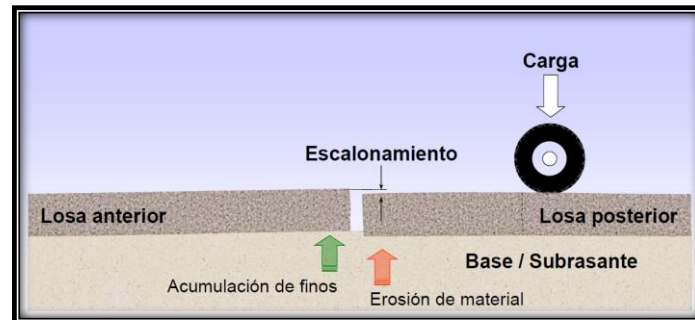 Carga
Escalonamiento
Losa anterior
Losa posterior
Base / Subrasante
Acumulación de finos
Erosión de material